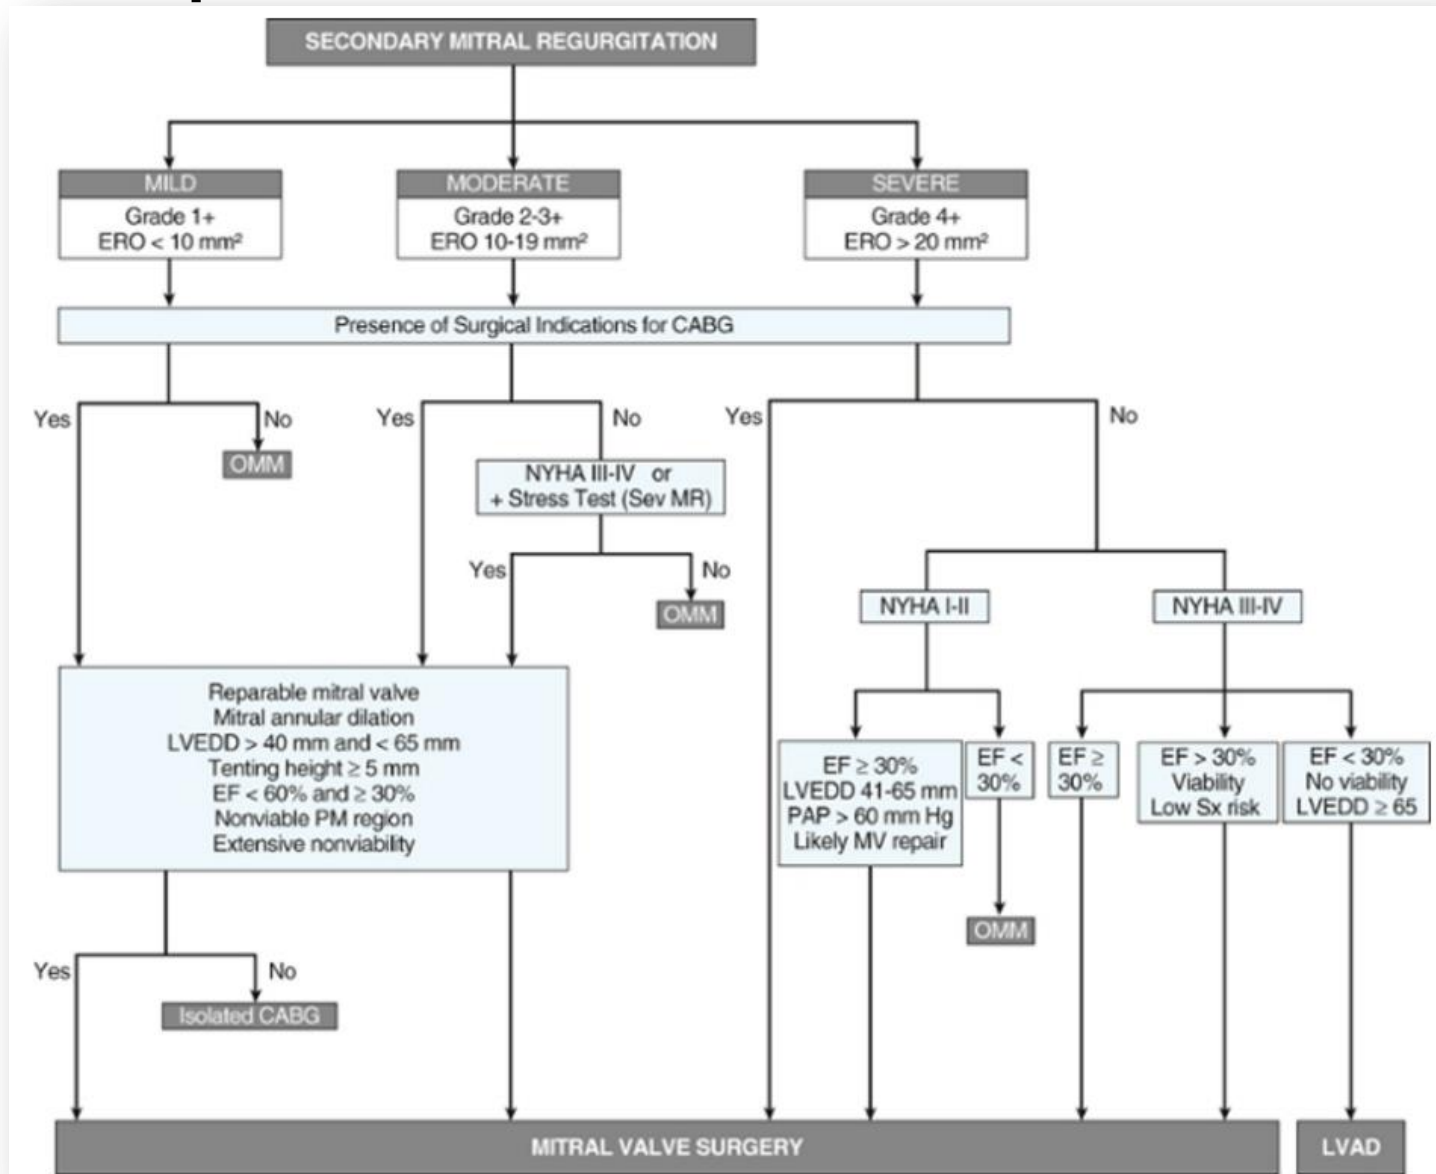 SECONDARY MITRAL REGURGITATION
MILD
Grade 1+
ERO < 10 mm²
MODERATE
Grade 2-3+
ERO 10-19 mm²
SEVERE
Grade 4+
ERO > 20 mm²
Presence of Surgical Indications for CABG
Yes
No
OMM
Yes
No
NYHA III-IV or
+ Stress Test (Sev MR)
Yes
No
OMM
Yes
No
NYHA I-II
NYHA III-IV
Reparable mitral valve
Mitral annular dilation
LVEDD > 40 mm and < 65 mm
Tenting height ≥ 5 mm
EF < 60% and ≥ 30%
Nonviable PM region
Extensive nonviability
EF ≥ 30%
LVEDD 41-65 mm
PAP > 60 mm Hg
Likely MV repair
EF <
30%
OMM
EF ≥
30%
EF > 30%
Viability
Low Sx risk
EF < 30%
No viability
LVEDD ≥ 65
Yes
No
Isolated CABG
MITRAL VALVE SURGERY
LVAD